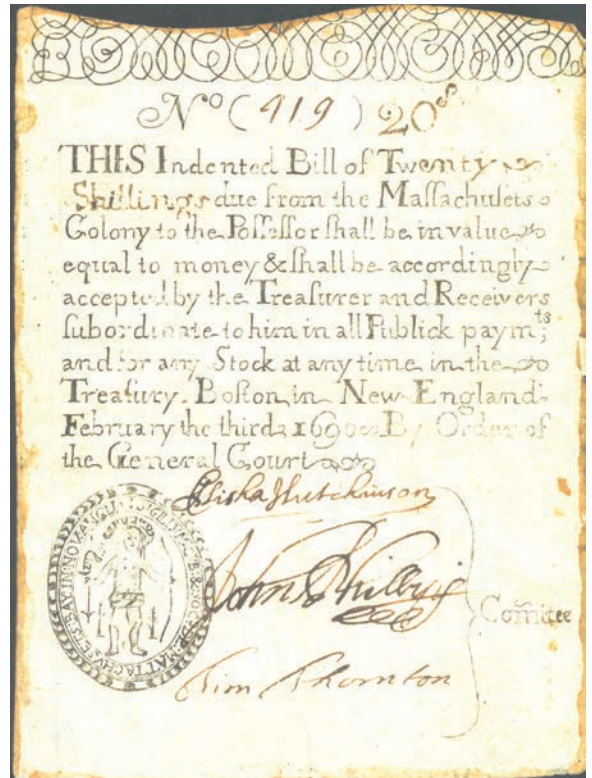 Nº (919) 20ˢ
THIS Indented Bill of Twenty
Shillings due from the Maſſachuſets
Colony to the Poſſeſſor ſhall be in value
equal to money & ſhall be accordingly
accepted by the Treaſurer and Receivers
ſubordinate to him in all Publick paymᵗˢ;
and for any Stock at any time in the
Treaſury. Boſton in New-England
February the third 1690. By Order of
the General Court
Elisha Hutchinson
John Phillips
Comitee
Tim Thornton